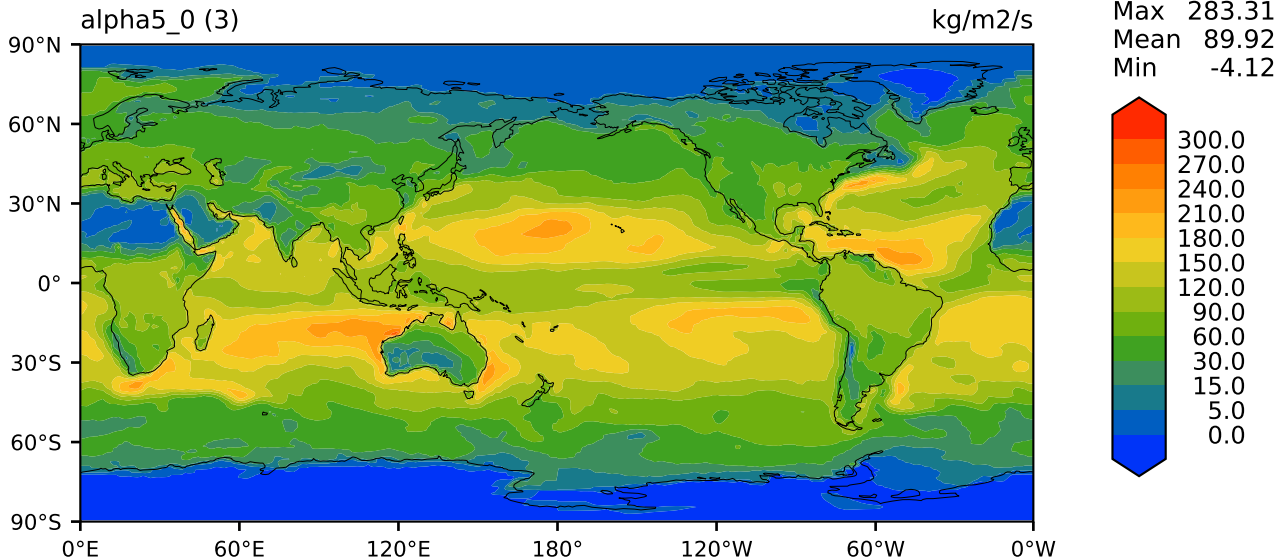 alpha5_0 (3)
kg/m2/s
Max 283.31
Mean 89.92
Min -4.12
90°N
60°N
30°N
0°
30°S
60°S
90°S
0°E
60°E
120°E
180°
120°W
60°W
0°W
300.0
270.0
240.0
210.0
180.0
150.0
120.0
90.0
60.0
30.0
15.0
5.0
0.0